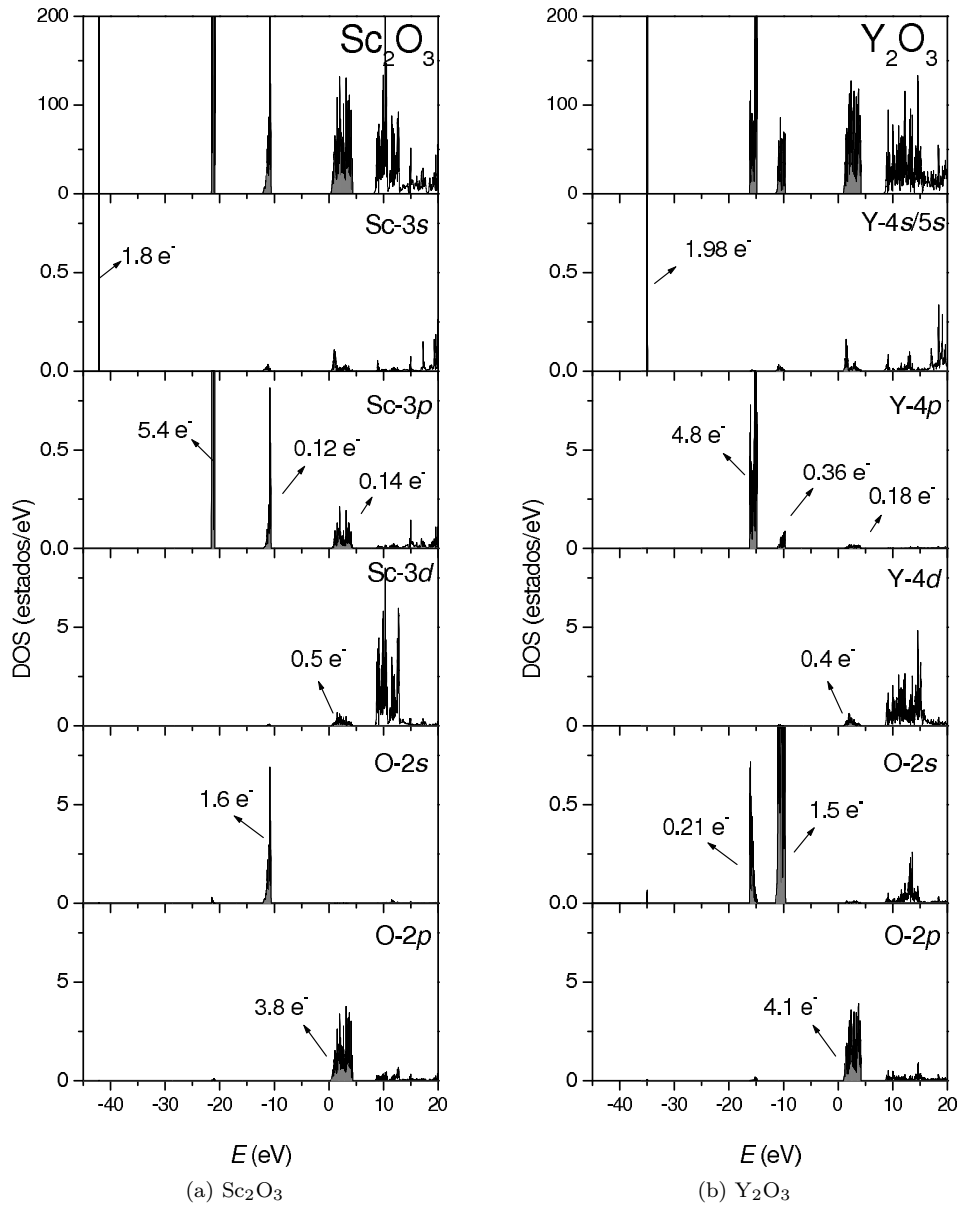 200
100
0
Sc2O3
Sc-3s
1.8 e-
0.5
0.0
Sc-3p
5.4 e-
0.12 e-
0.14 e-
0.5
0.0
Sc-3d
0.5 e-
5
0
O-2s
1.6 e-
5
0
O-2p
3.8 e-
5
0
-40 -30 -20 -10 0 10 20
DOS (estados/eV)
E (eV)
(a) Sc2O3
200
100
0
Y2O3
Y-4s/5s
1.98 e-
0.5
0.0
Y-4p
4.8 e-
0.36 e-
0.18 e-
5
0
Y-4d
0.4 e-
5
0
O-2s
0.21 e-
1.5 e-
0.5
0.0
O-2p
4.1 e-
5
0
-40 -30 -20 -10 0 10 20
DOS (estados/eV)
E (eV)
(b) Y2O3